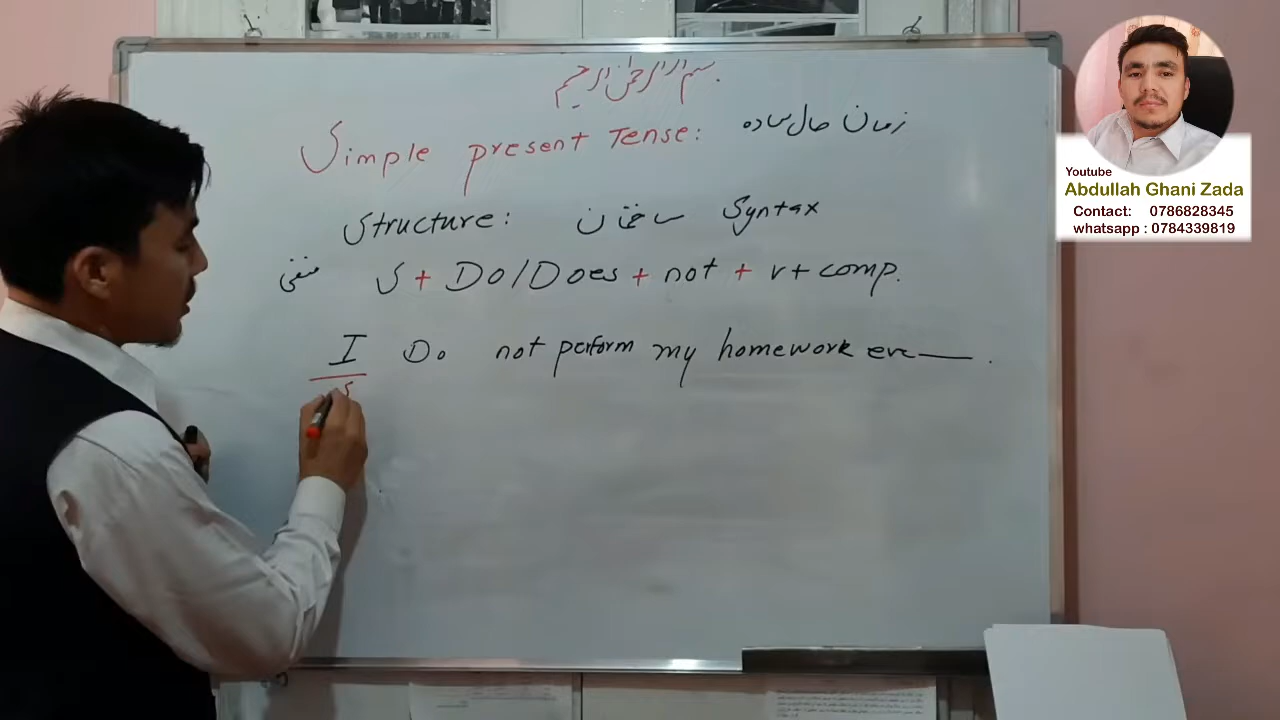 بسم الله الرحمن الرحیم
Simple present Tense: زمان حال ساده
Structure: ساختمان Syntax
منفی S + Do/Does + not + v + comp.
I Do not perform my homework eve
S
Youtube
Abdullah Ghani Zada
Contact: 0786828345
whatsapp : 0784339819